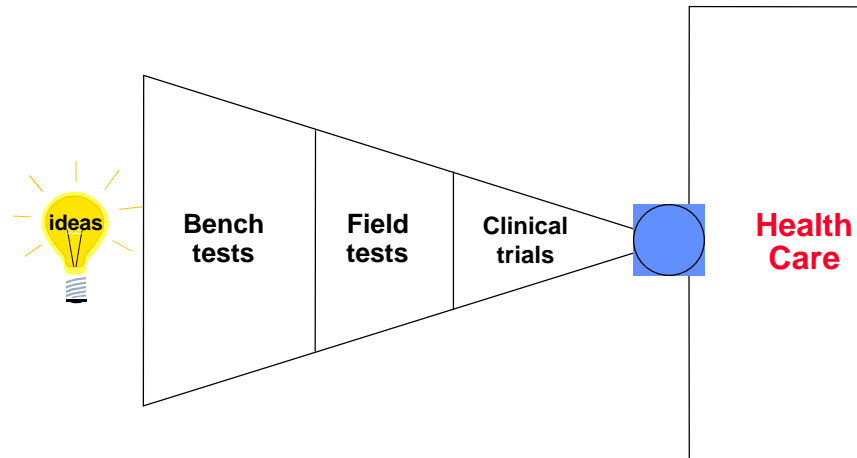 ideas
Bench
tests
Field
tests
Clinical
trials
Health
Care